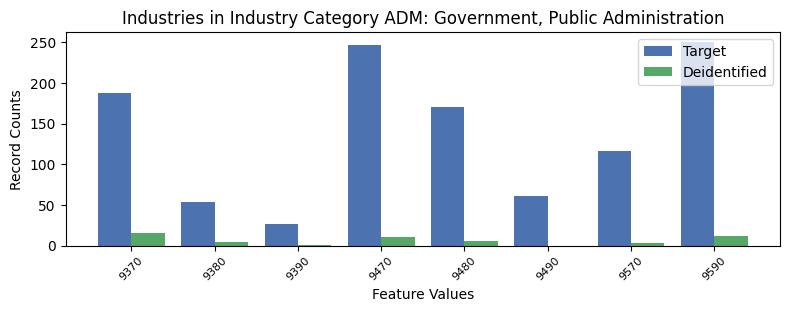 Industries in Industry Category ADM: Government, Public Administration
Target
Deidentified
Record Counts
250
200
150
100
50
0
9370
9380
9390
9470
9480
9490
9570
9590
Feature Values